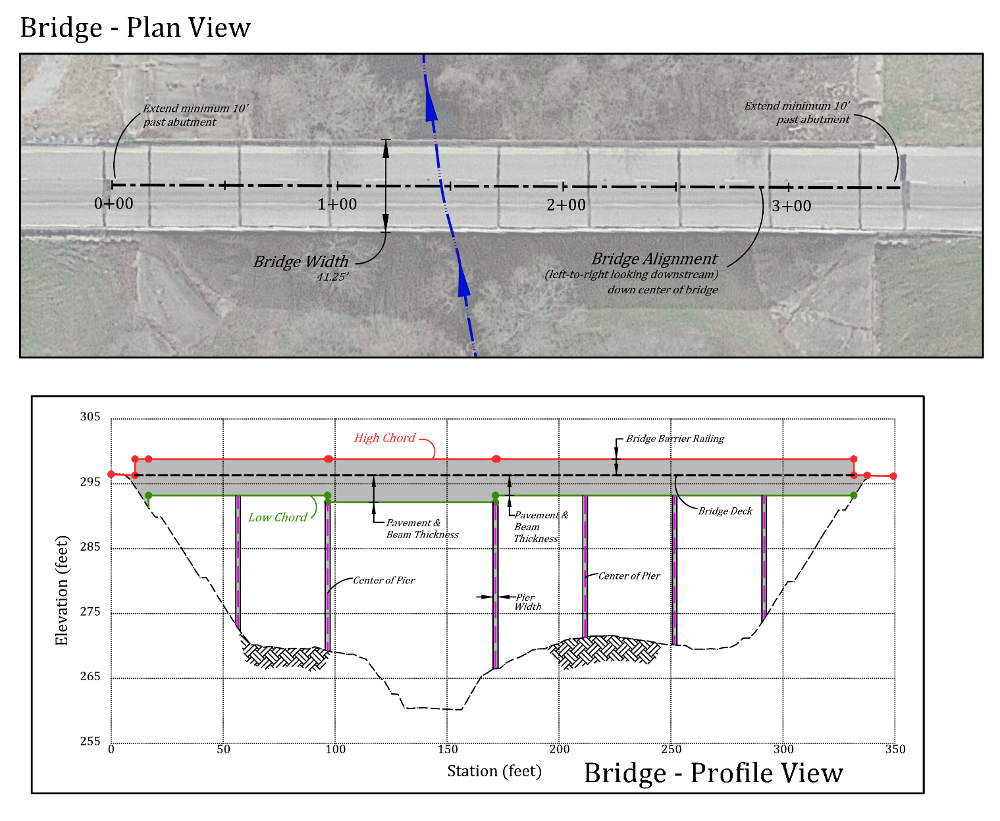 Bridge - Plan View
Extend minimum 10'
past abutment
Extend minimum 10'
past abutment
0+00
1+00
2+00
3+00
Bridge Width
41.25'
Bridge Alignment
(left-to-right looking downstream)
down center of bridge
305
295
285
275
265
255
Elevation (feet)
High Chord
Bridge Barrier Railing
Low Chord
Pavement &
Beam Thickness
Pavement &
Beam
Thickness
Bridge Deck
Center of Pier
Center of Pier
Pier
Width
0
50
100
150
200
250
300
350
Station (feet)
Bridge - Profile View